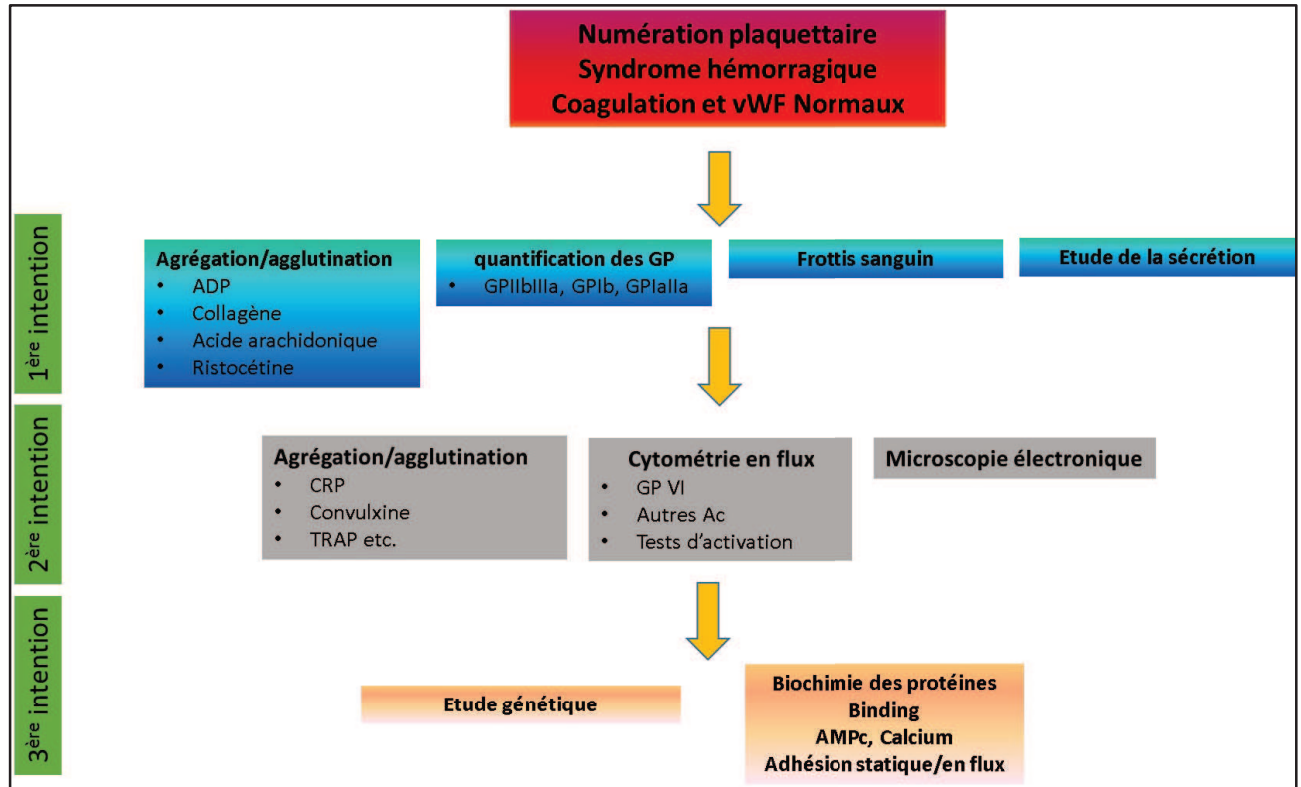 Numération plaquettaire
Syndrome hémorragique
Coagulation et vWF Normaux
1ère intention
Agrégation/agglutination
• ADP
• Collagène
• Acide arachidonique
• Ristocétine
quantification des GP
• GPIIbIIIa, GPIb, GPIaIIa
Frottis sanguin
Etude de la sécrétion
2ère intention
Agrégation/agglutination
• CRP
• Convulxine
• TRAP etc.
Cytométrie en flux
• GP VI
• Autres Ac
• Tests d'activation
Microscopie électronique
3ère intention
Etude génétique
Biochimie des protéines
Binding
AMPc, Calcium
Adhésion statique/en flux